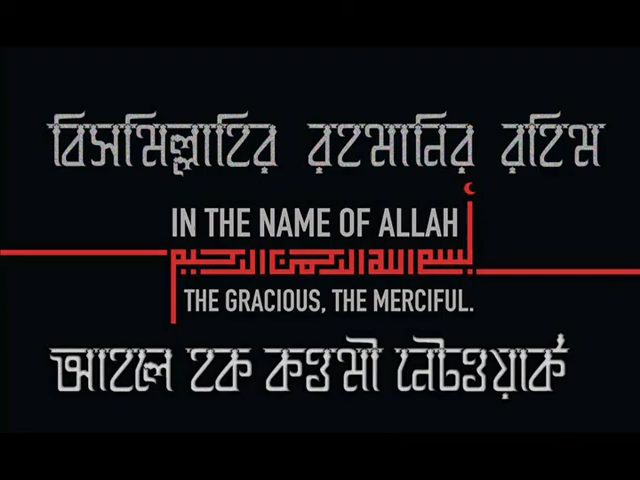 বিসমিল্লাহির রহমানির রহিম
IN THE NAME OF ALLAH
بسم الله الرحمن الرحيم
THE GRACIOUS, THE MERCIFUL.
আহলে হক কওমী নেটওয়ার্ক